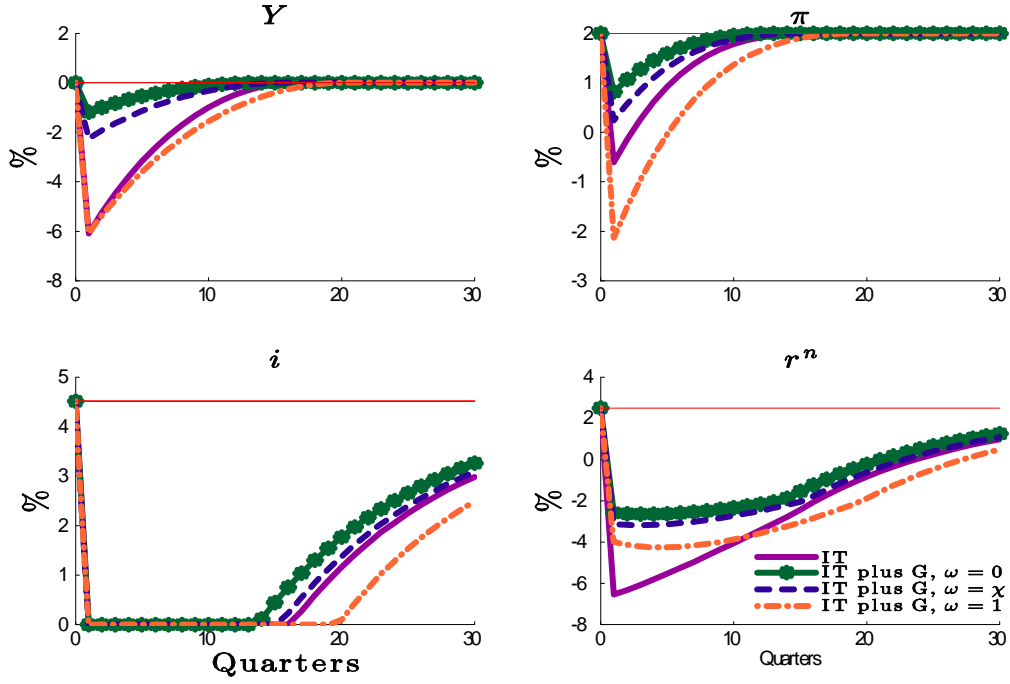 Y
%
2
0
-2
-4
-6
-8
0 10 20 30
π
%
2
1
0
-1
-2
-3
0 10 20 30
i
%
5
4
3
2
1
0
0 10 20 30
Quarters
r^n
%
4
2
0
-2
-4
-6
-8
0 10 20 30
Quarters
IT
IT plus G, ω = 0
IT plus G, ω = χ
IT plus G, ω = 1